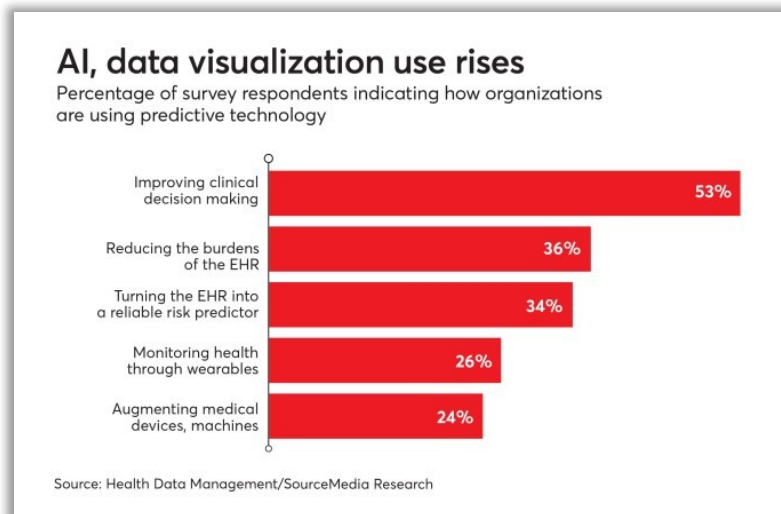 AI, data visualization use rises
Percentage of survey respondents indicating how organizations
are using predictive technology
Improving clinical
decision making
53%
Reducing the burdens
of the EHR
36%
Turning the EHR into
a reliable risk predictor
34%
Monitoring health
through wearables
26%
Augmenting medical
devices, machines
24%
Source: Health Data Management/SourceMedia Research